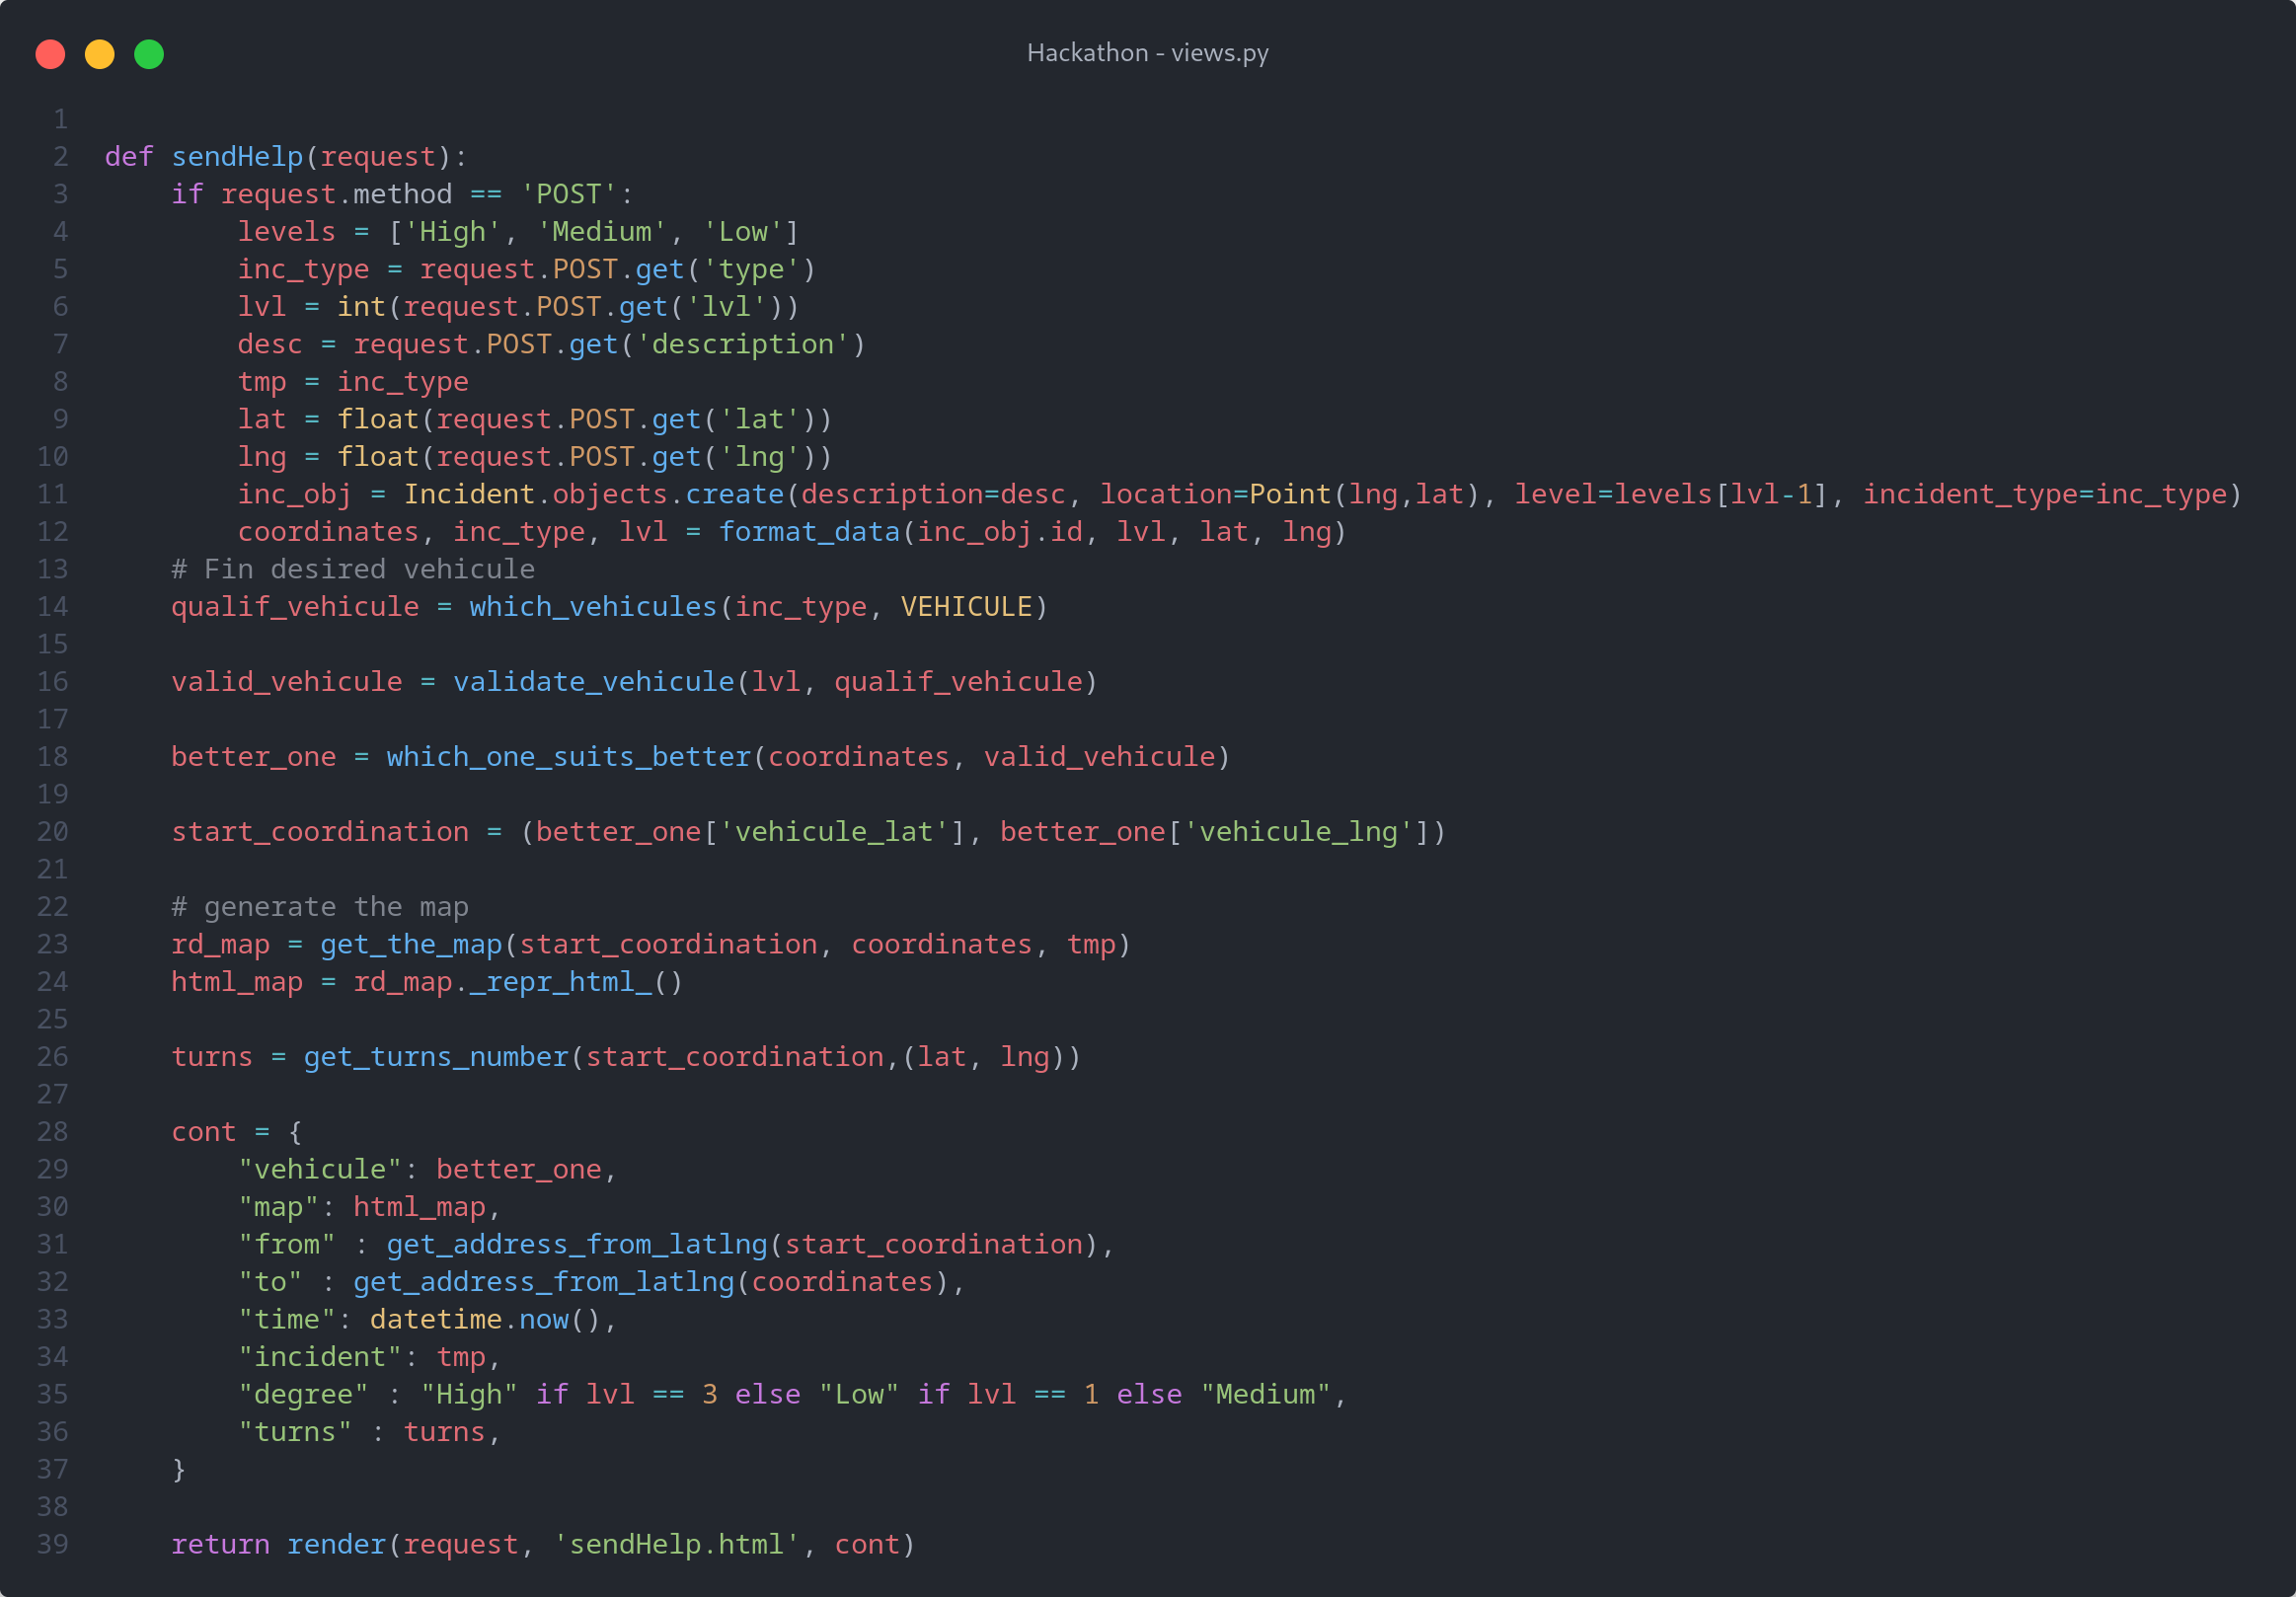 Hackathon - views.py
1
2 def sendHelp(request):
3     if request.method == 'POST':
4         levels = ['High', 'Medium', 'Low']
5         inc_type = request.POST.get('type')
6         lvl = int(request.POST.get('lvl'))
7         desc = request.POST.get('description')
8         tmp = inc_type
9         lat = float(request.POST.get('lat'))
10         lng = float(request.POST.get('lng'))
11         inc_obj = Incident.objects.create(description=desc, location=Point(lng,lat), level=levels[lvl-1], incident_type=inc_type)
12         coordinates, inc_type, lvl = format_data(inc_obj.id, lvl, lat, lng)
13     # Fin desired vehicule
14     qualif_vehicule = which_vehicules(inc_type, VEHICULE)
15
16     valid_vehicule = validate_vehicule(lvl, qualif_vehicule)
17
18     better_one = which_one_suits_better(coordinates, valid_vehicule)
19
20     start_coordination = (better_one['vehicule_lat'], better_one['vehicule_lng'])
21
22     # generate the map
23     rd_map = get_the_map(start_coordination, coordinates, tmp)
24     html_map = rd_map._repr_html_()
25
26     turns = get_turns_number(start_coordination,(lat, lng))
27
28     cont = {
29         "vehicule": better_one,
30         "map": html_map,
31         "from" : get_address_from_latlng(start_coordination),
32         "to" : get_address_from_latlng(coordinates),
33         "time": datetime.now(),
34         "incident": tmp,
35         "degree" : "High" if lvl == 3 else "Low" if lvl == 1 else "Medium",
36         "turns" : turns,
37     }
38
39     return render(request, 'sendHelp.html', cont)